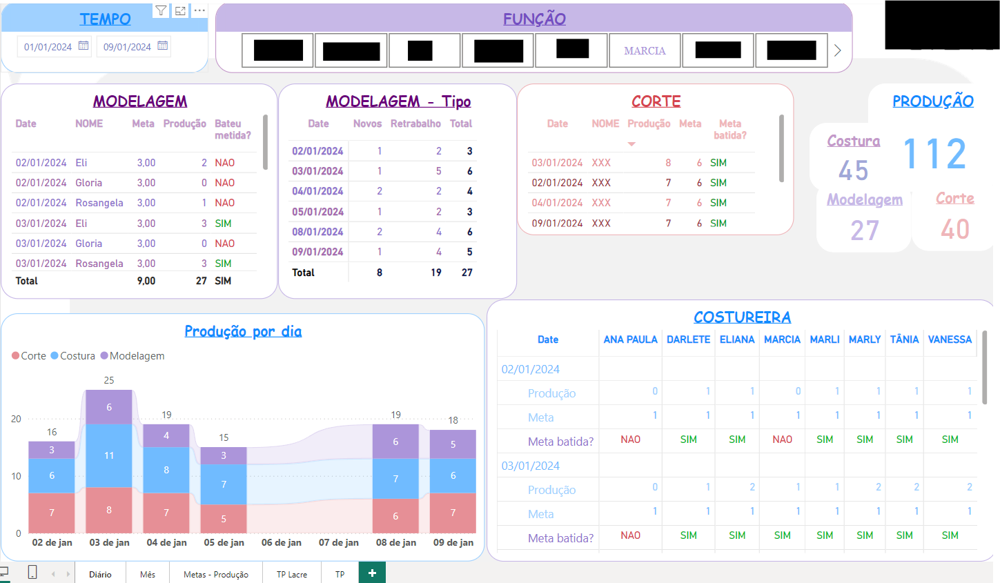 TEMPO
01/01/2024 09/01/2024
FUNÇÃO
MARCIA
MODELAGEM
Date NOME Meta Produção Bateu metida?
02/01/2024 Eli 3,00 2 NAO
02/01/2024 Gloria 3,00 0 NAO
02/01/2024 Rosangela 3,00 1 NAO
03/01/2024 Eli 3,00 3 SIM
03/01/2024 Gloria 3,00 0 NAO
03/01/2024 Rosangela 3,00 3 SIM
Total 9,00 27 SIM
MODELAGEM - Tipo
Date Novos Retrabalho Total
02/01/2024 1 2 3
03/01/2024 1 5 6
04/01/2024 2 2 4
05/01/2024 1 2 3
08/01/2024 2 4 6
09/01/2024 1 4 5
Total 8 19 27
CORTE
Date NOME Produção Meta Meta batida?
03/01/2024 XXX 8 6 SIM
02/01/2024 XXX 7 6 SIM
04/01/2024 XXX 7 6 SIM
09/01/2024 XXX 7 6 SIM
PRODUÇÃO
112
Costura
45
Modelagem
27
Corte
40
Produção por dia
Corte Costura Modelagem
20
10
0
16
3
6
7
25
6
11
8
19
4
8
7
15
3
7
5
19
6
7
6
18
5
6
7
02 de jan 03 de jan 04 de jan 05 de jan 06 de jan 07 de jan 08 de jan 09 de jan
COSTUREIRA
Date ANA PAULA DARLETE ELIANA MARCIA MARLI MARLY TÂNIA VANESSA
02/01/2024
Produção 0 1 1 0 1 1 1 1
Meta 1 1 1 1 1 1 1 1
Meta batida? NAO SIM SIM NAO SIM SIM SIM SIM
03/01/2024
Produção 0 1 2 1 1 2 2 2
Meta 1 1 1 1 1 1 1 1
Meta batida? NAO SIM SIM SIM SIM SIM SIM SIM
Diário Mês Metas - Produção TP Lacre TP